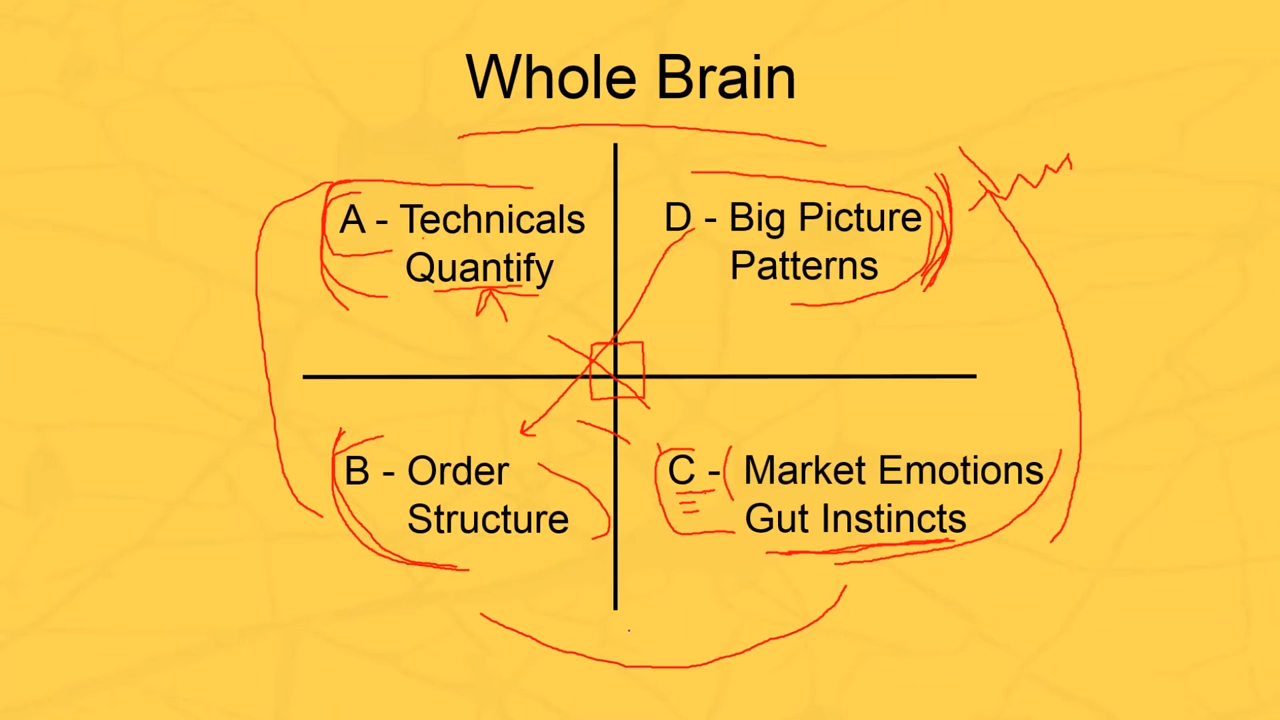 Whole Brain
A - Technicals
Quantify
D - Big Picture
Patterns
B - Order
Structure
C - Market Emotions
Gut Instincts